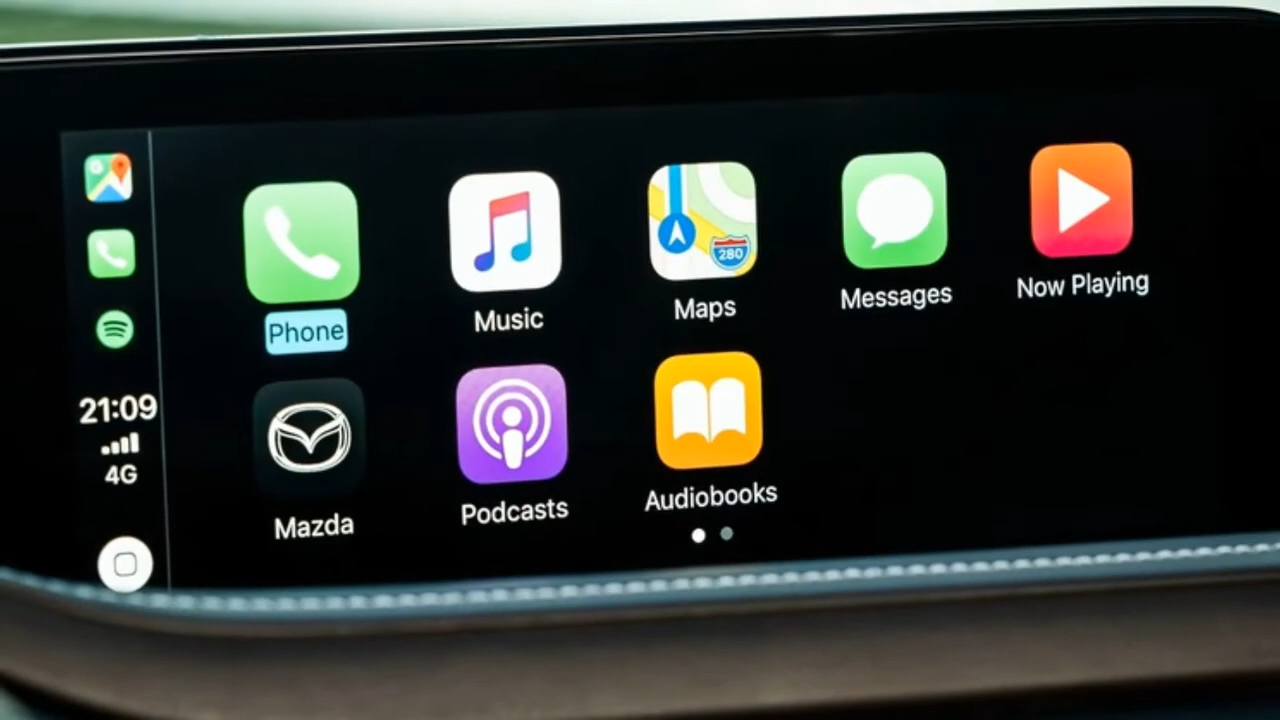 Phone
Music
Maps
280
Messages
Now Playing
Mazda
Podcasts
Audiobooks
21:09
4G